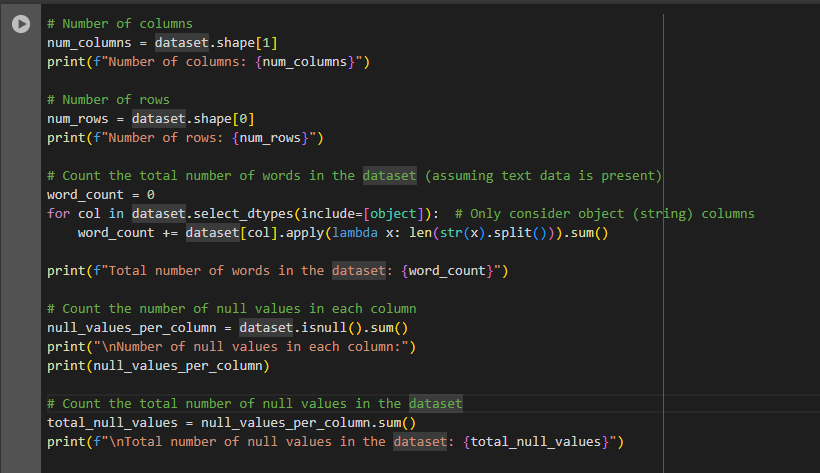 # Number of columns
num_columns = dataset.shape[1]
print(f"Number of columns: {num_columns}")
# Number of rows
num_rows = dataset.shape[0]
print(f"Number of rows: {num_rows}")
# Count the total number of words in the dataset (assuming text data is present)
word_count = 0
for col in dataset.select_dtypes(include=[object]):  # Only consider object (string) columns
    word_count += dataset[col].apply(lambda x: len(str(x).split())).sum()
print(f"Total number of words in the dataset: {word_count}")
# Count the number of null values in each column
null_values_per_column = dataset.isnull().sum()
print("\nNumber of null values in each column:")
print(null_values_per_column)
# Count the total number of null values in the dataset
total_null_values = null_values_per_column.sum()
print(f"\nTotal number of null values in the dataset: {total_null_values}")